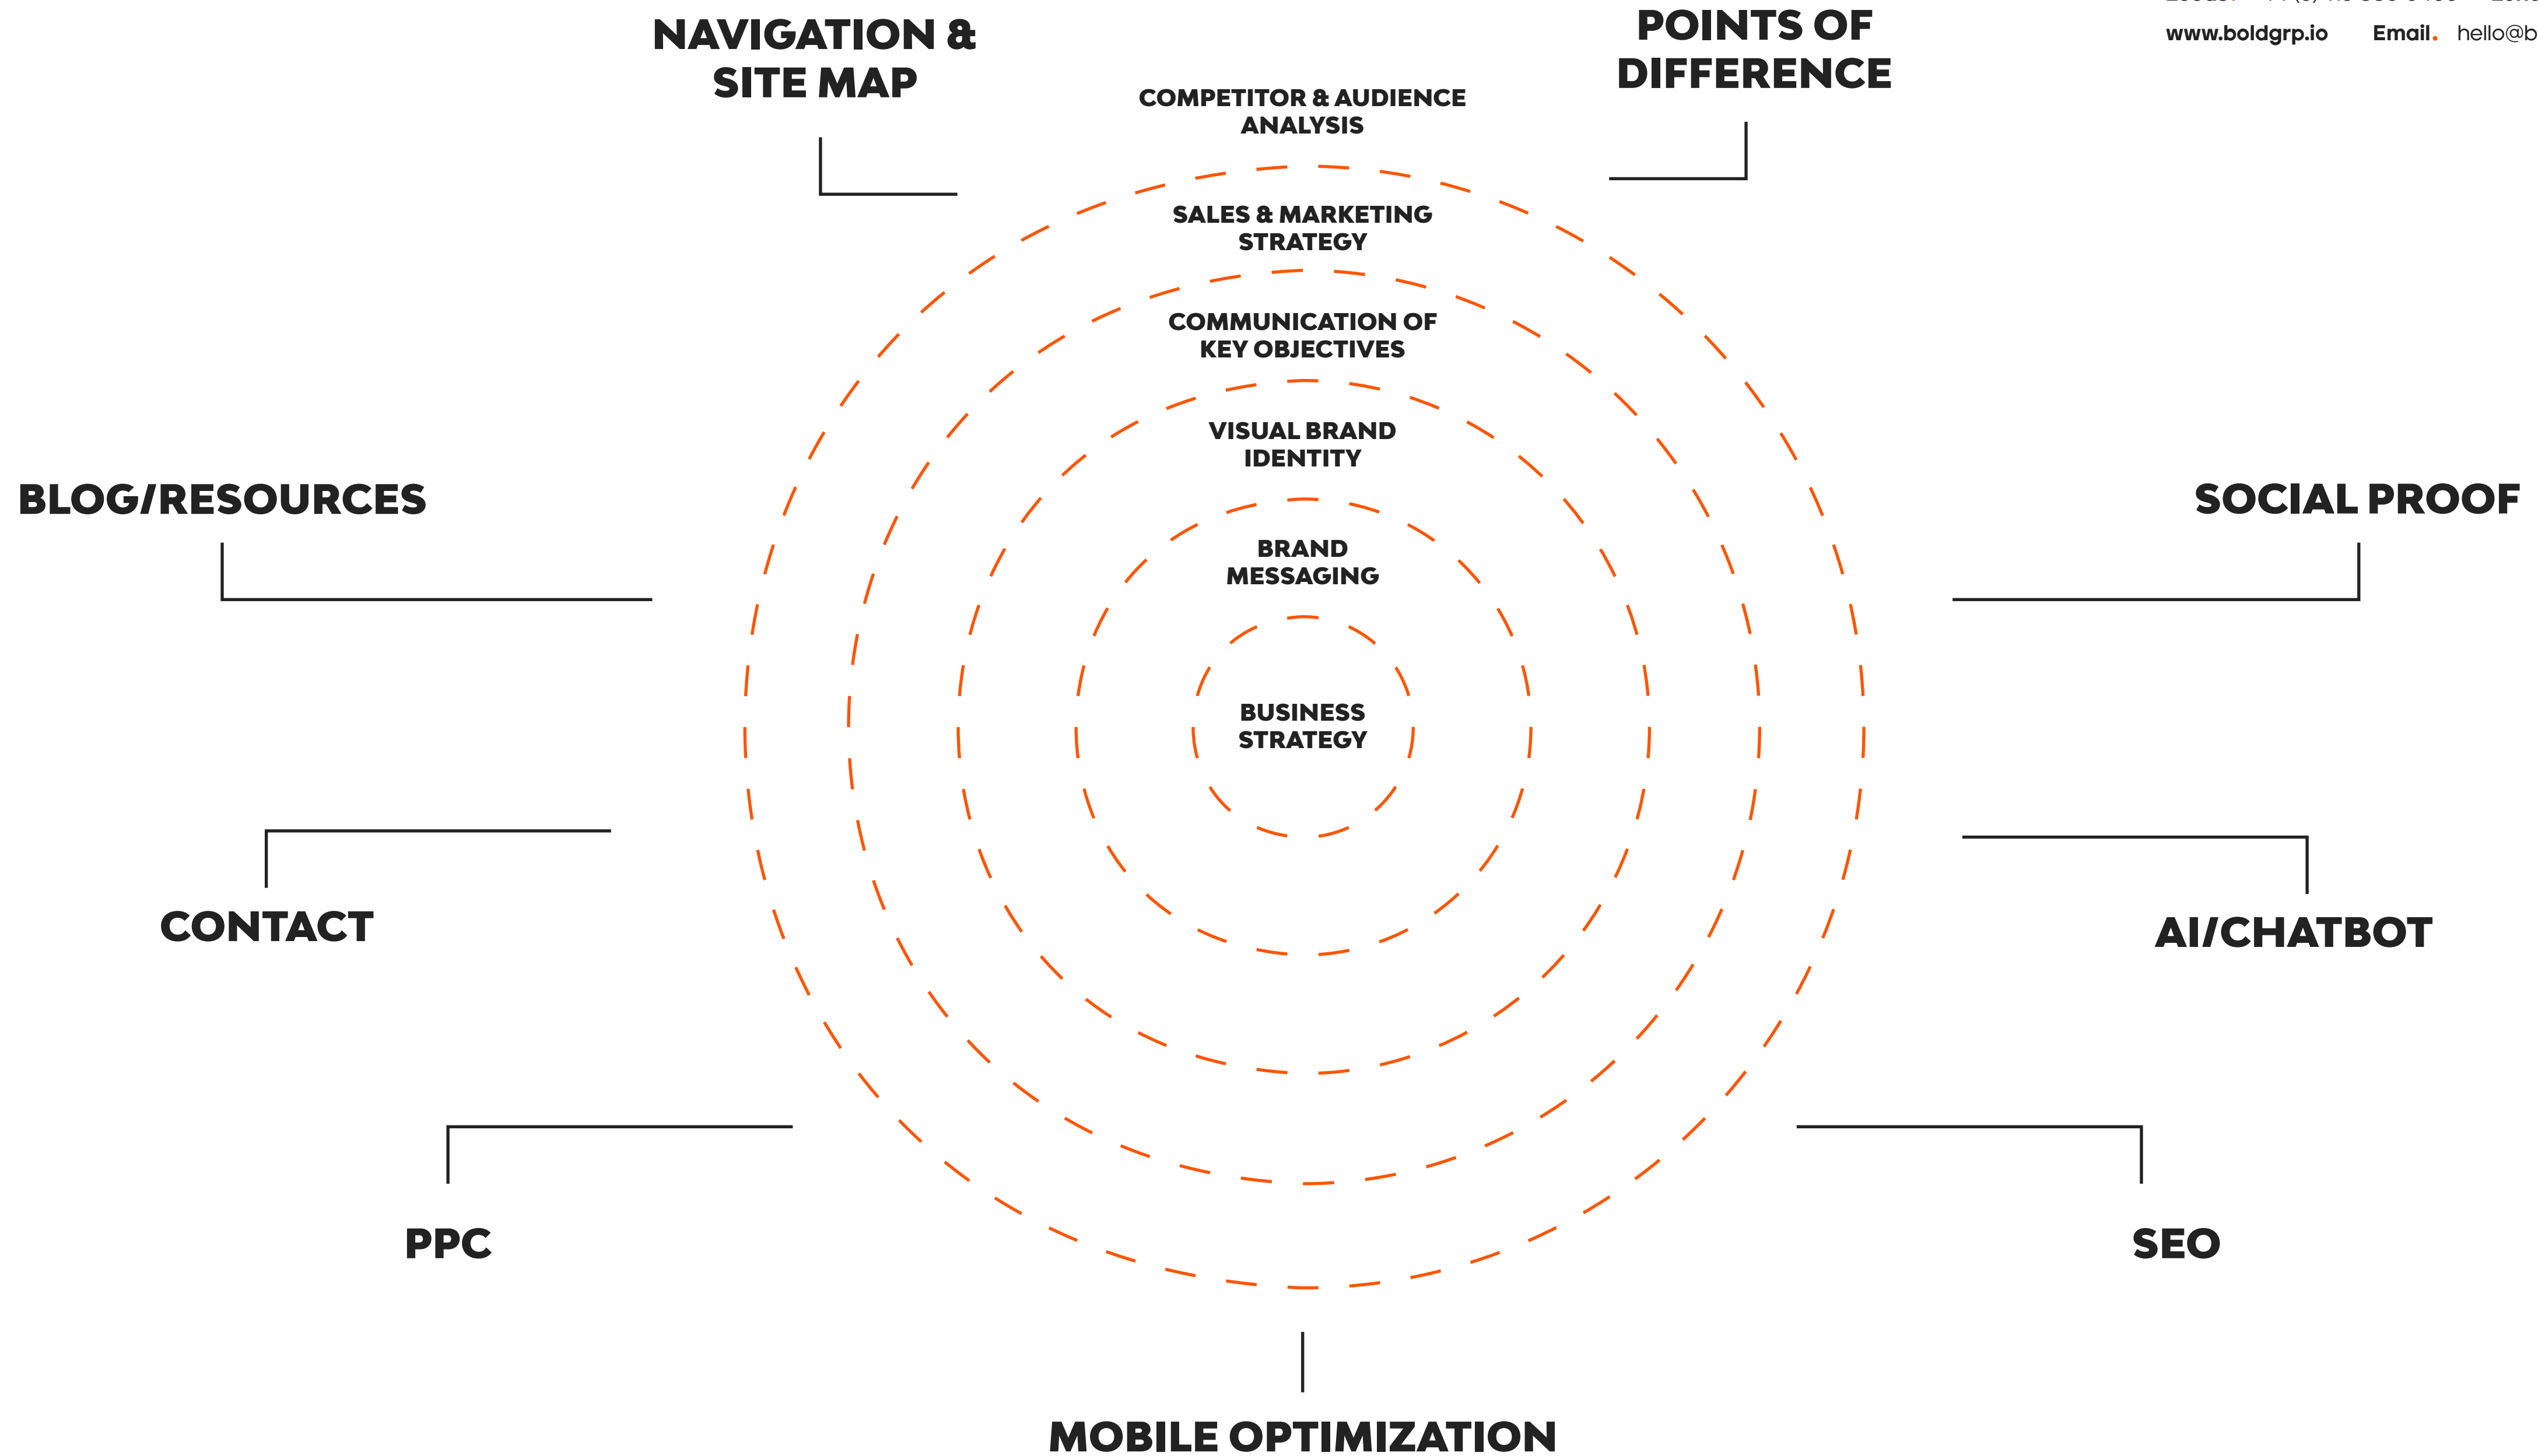 NAVIGATION &
SITE MAP
POINTS OF
DIFFERENCE
www.boldgrp.io Email. hello@b
COMPETITOR & AUDIENCE
ANALYSIS
SALES & MARKETING
STRATEGY
COMMUNICATION OF
KEY OBJECTIVES
VISUAL BRAND
IDENTITY
BRAND
MESSAGING
BUSINESS
STRATEGY
BLOG/RESOURCES
SOCIAL PROOF
CONTACT
AI/CHATBOT
PPC
SEO
MOBILE OPTIMIZATION